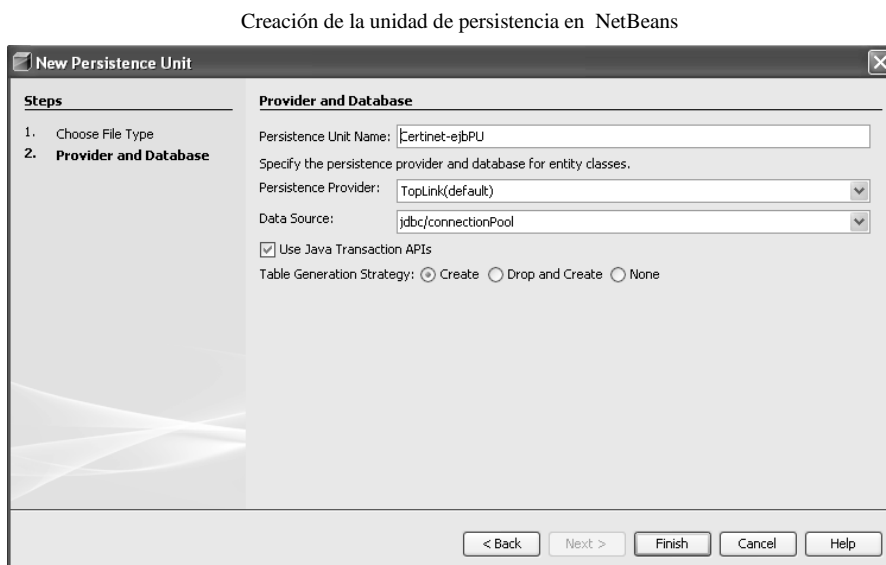 Creación de la unidad de persistencia en NetBeans
New Persistence Unit
Steps
1. Choose File Type
2. Provider and Database
Provider and Database
Persistence Unit Name: Certinet-ejbPU
Specify the persistence provider and database for entity classes.
Persistence Provider: TopLink(default)
Data Source: jdbc/connectionPool
Use Java Transaction APIs
Table Generation Strategy: Create Drop and Create None
< Back Next > Finish Cancel Help